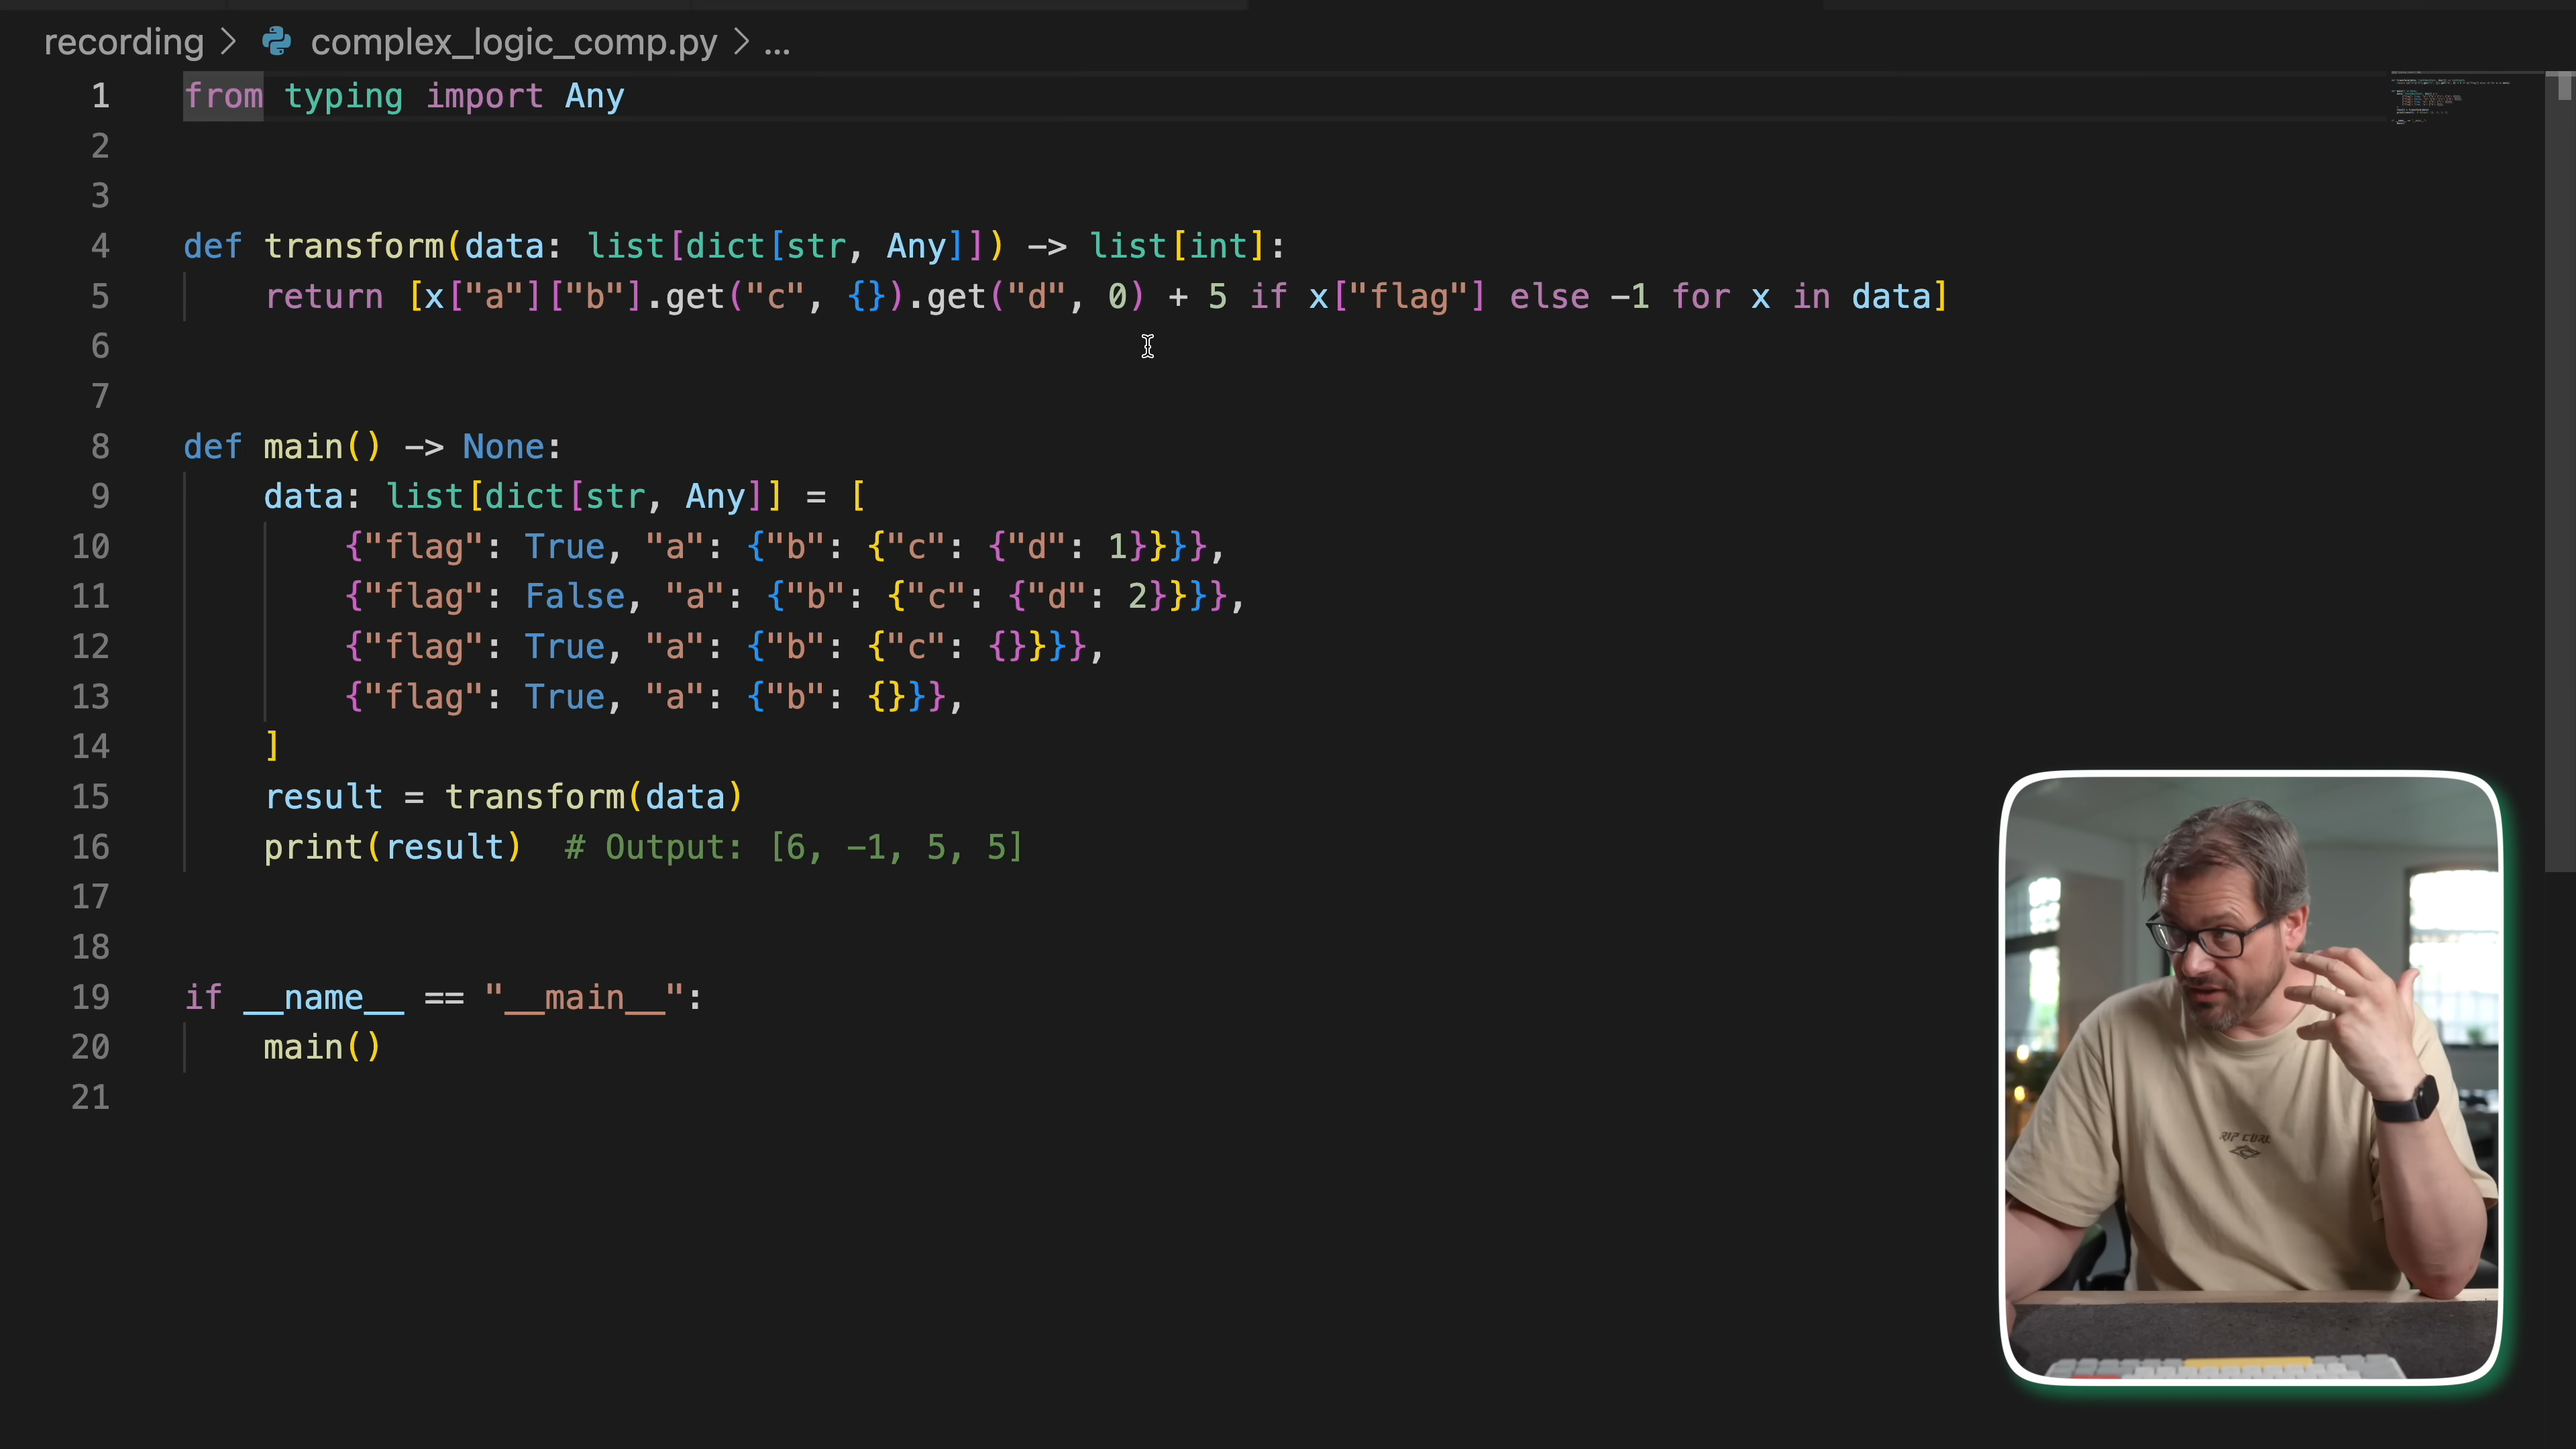 recording > complex_logic_comp.py > ...
1 from typing import Any
2
3
4 def transform(data: list[dict[str, Any]]) -> list[int]:
5     return [x["a"]["b"].get("c", {}).get("d", 0) + 5 if x["flag"] else -1 for x in data]
6
7
8 def main() -> None:
9     data: list[dict[str, Any]] = [
10         {"flag": True, "a": {"b": {"c": {"d": 1}}}},
11         {"flag": False, "a": {"b": {"c": {"d": 2}}}},
12         {"flag": True, "a": {"b": {"c": {}}}},
13         {"flag": True, "a": {"b": {}}},
14     ]
15     result = transform(data)
16     print(result)  # Output: [6, -1, 5, 5]
17
18
19 if __name__ == "__main__":
20     main()
21
RIP CURL